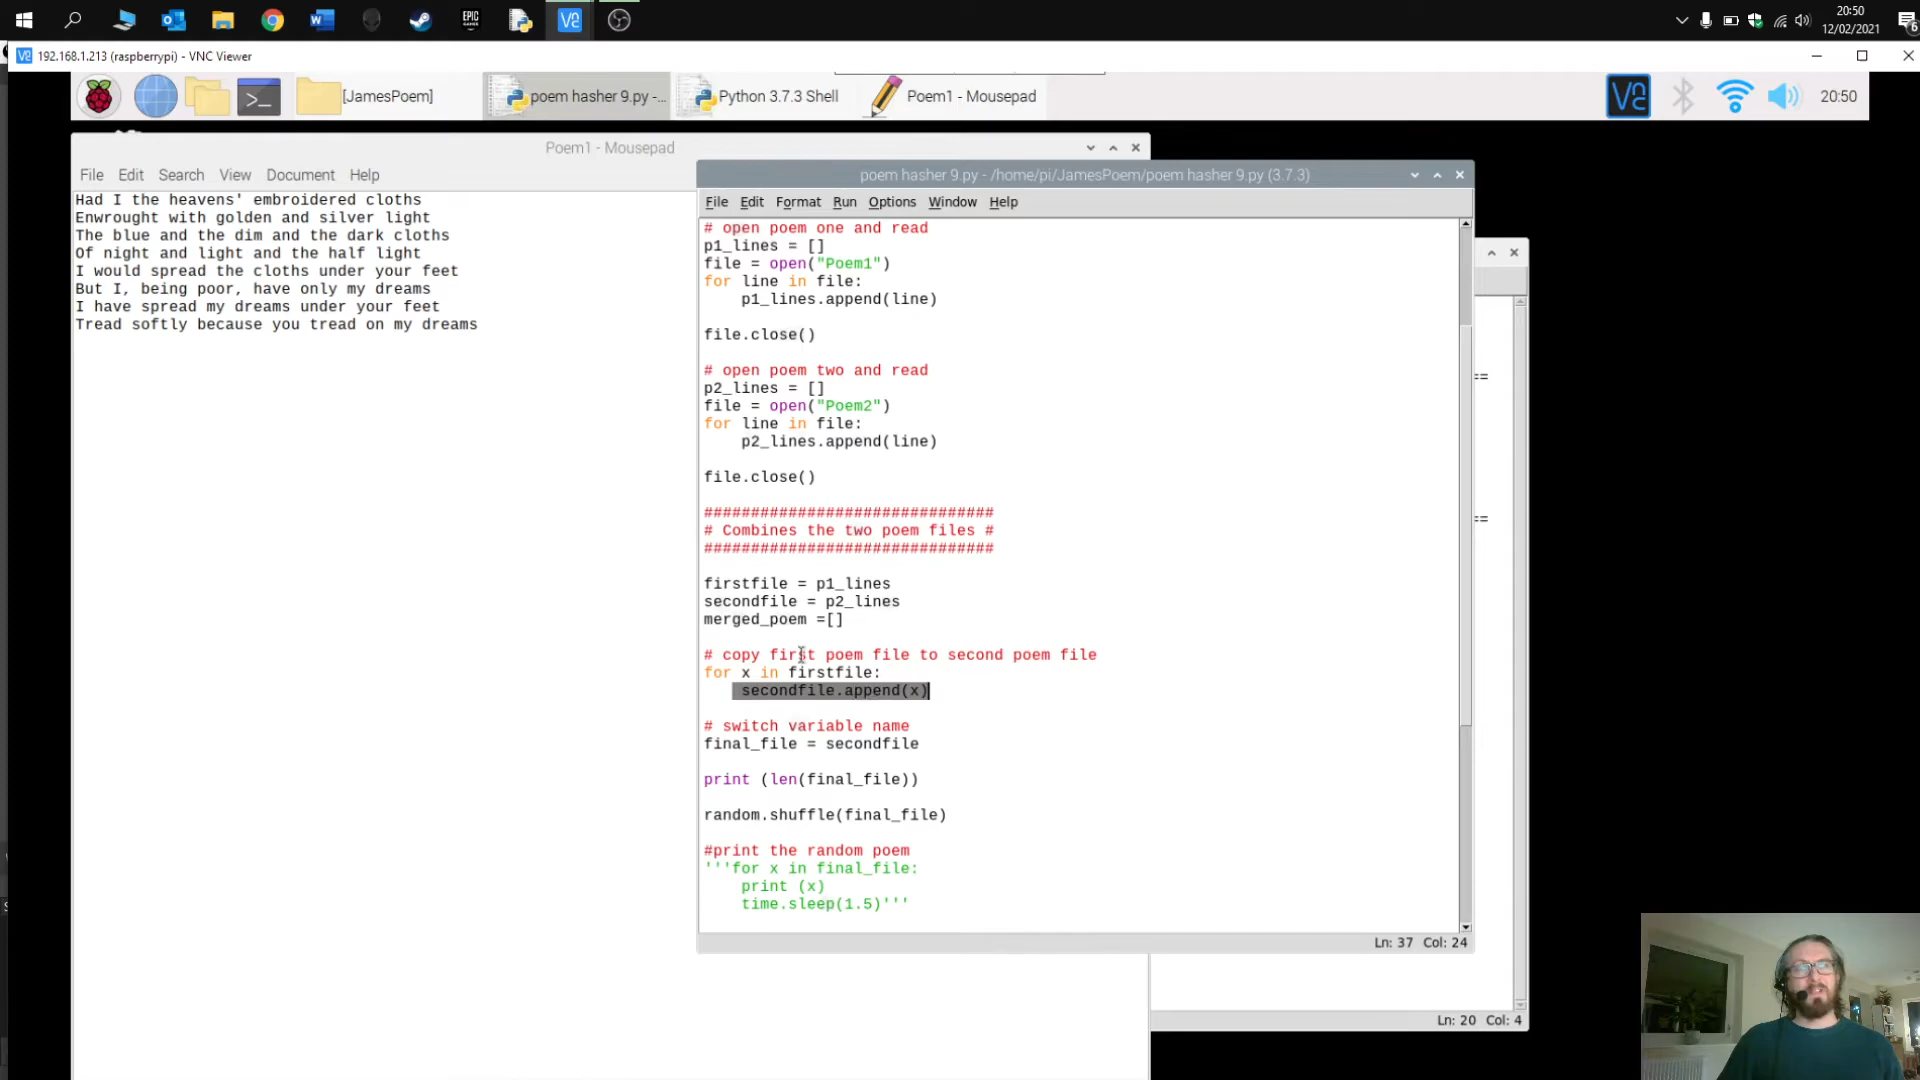 EPIC
GAMES
20:50
12/02/2021
6
192.168.1.213 (raspberrypi) - VNC Viewer
[JamesPoem]
poem hasher 9.py -...
Python 3.7.3 Shell
Poem1 - Mousepad
20:50
Poem1 - Mousepad
File Edit Search View Document Help
Had I the heavens' embroidered cloths
Enwrought with golden and silver light
The blue and the dim and the dark cloths
Of night and light and the half light
I would spread the cloths under your feet
But I, being poor, have only my dreams
I have spread my dreams under your feet
Tread softly because you tread on my dreams
poem hasher 9.py - /home/pi/JamesPoem/poem hasher 9.py (3.7.3)
File Edit Format Run Options Window Help
# open poem one and read
p1_lines = []
file = open("Poem1")
for line in file:
    p1_lines.append(line)
file.close()
# open poem two and read
p2_lines = []
file = open("Poem2")
for line in file:
    p2_lines.append(line)
file.close()
###############################
# Combines the two poem files #
###############################
firstfile = p1_lines
secondfile = p2_lines
merged_poem =[]
# copy first poem file to second poem file
for x in firstfile:
    secondfile.append(x)
# switch variable name
final_file = secondfile
print (len(final_file))
random.shuffle(final_file)
#print the random poem
'''for x in final_file:
    print (x)
    time.sleep(1.5)'''
Ln: 37 Col: 24
==
==
Ln: 20 Col: 4